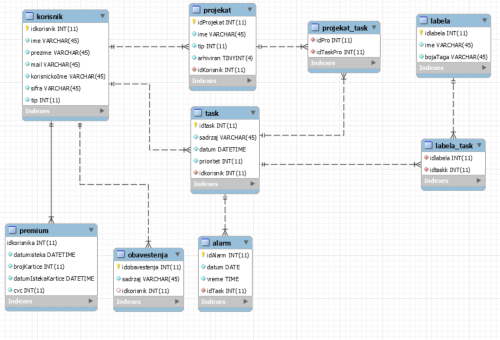 korisnik
idkorisnik INT(11)
ime VARCHAR(45)
prezime VARCHAR(45)
mail VARCHAR(45)
korisnickoIme VARCHAR(45)
sifra VARCHAR(45)
tip INT(11)
Indexes
projekat
idProjekat INT(11)
ime VARCHAR(45)
tip INT(11)
arhiviran TINYINT(4)
idKorisnik INT(11)
Indexes
projekat_task
idPro INT(11)
idTaskPro INT(11)
Indexes
labela
idlabela INT(11)
ime VARCHAR(45)
bojaTaga VARCHAR(45)
Indexes
task
idtask INT(11)
sadrzaj VARCHAR(45)
datum DATETIME
prioritet INT(11)
idkorisnik INT(11)
Indexes
labela_task
idlabela INT(11)
idtaskk INT(11)
Indexes
premium
idkorisnika INT(11)
datumisteka DATETIME
brojKartice INT(11)
datumIstekaKartice DATETIME
cvc INT(11)
Indexes
obavestenja
idobavestenja INT(11)
sadrzaj VARCHAR(45)
idkorisnik INT(11)
Indexes
alarm
idAlarm INT(11)
datum DATE
vreme TIME
idTask INT(11)
Indexes